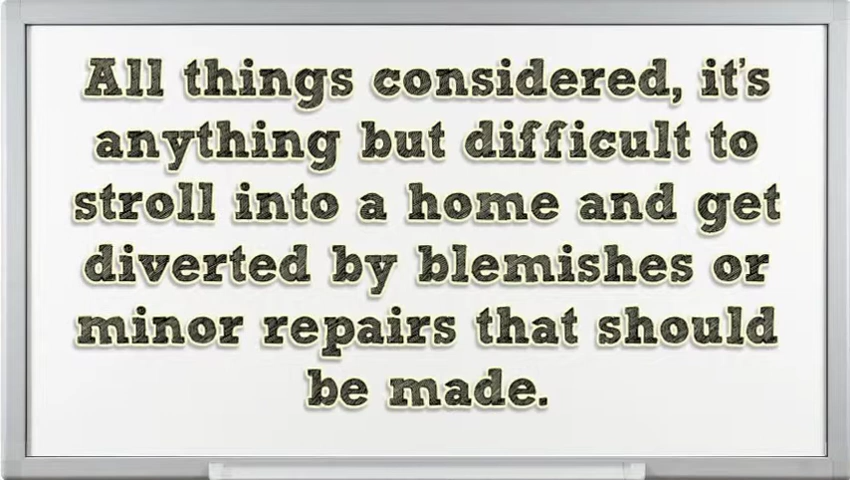 All things considered, it's
anything but difficult to
stroll into a home and get
diverted by blemishes or
minor repairs that should
be made.